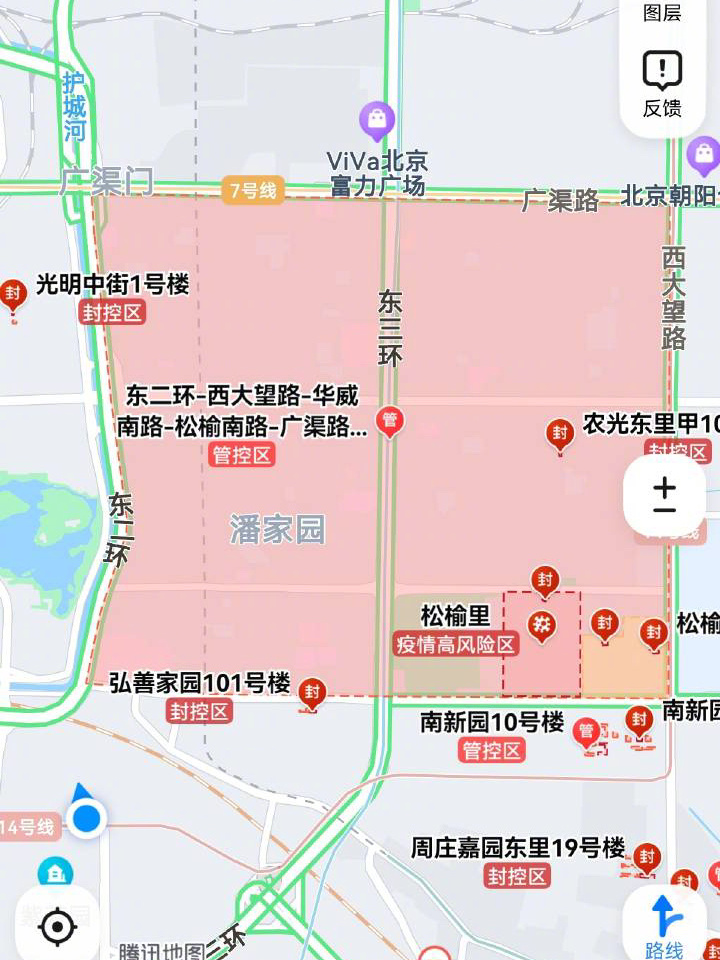 图层
反馈
护城河
ViVa北京
富力广场
广渠门
7号线
广渠路
北京朝阳
西大望路
光明中街1号楼
封
封控区
东二环
东二环-西大望路-华威
南路-松榆南路-广渠路...
管控区
管
封
农光东里甲10
封控区
东二环
潘家园
封
松榆里
疫情高风险区
封
封
松榆
弘善家园101号楼
封控区
封
南新园10号楼
管控区
管
封
南新园
14号线
周庄嘉园东里19号楼
封控区
封
封
路线
腾讯地图
三环